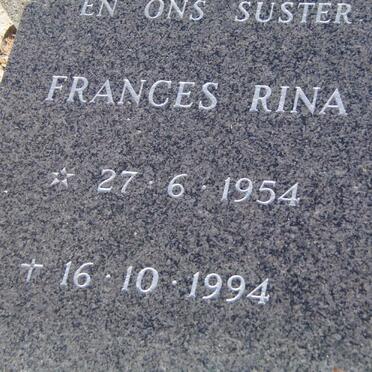 EN ONS SUSTER
FRANCES RINA
☆ 27·6·1954
✝ 16·10·1994